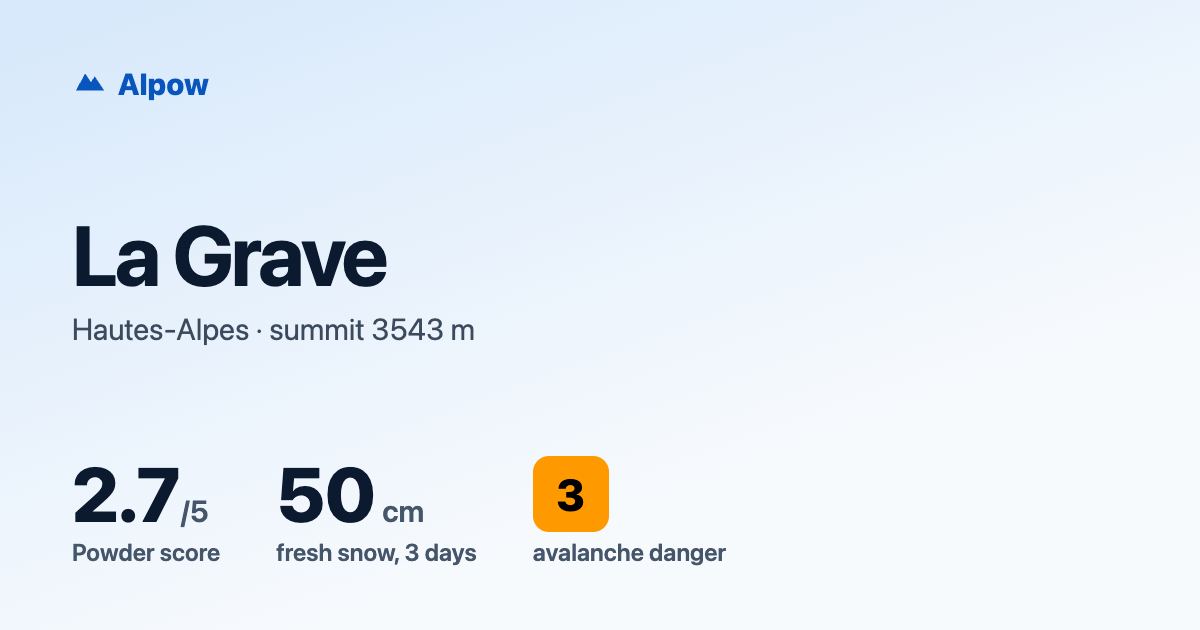 Alpow
La Grave
Hautes-Alpes · summit 3543 m
2.7/5
Powder score
50 cm
fresh snow, 3 days
3
avalanche danger